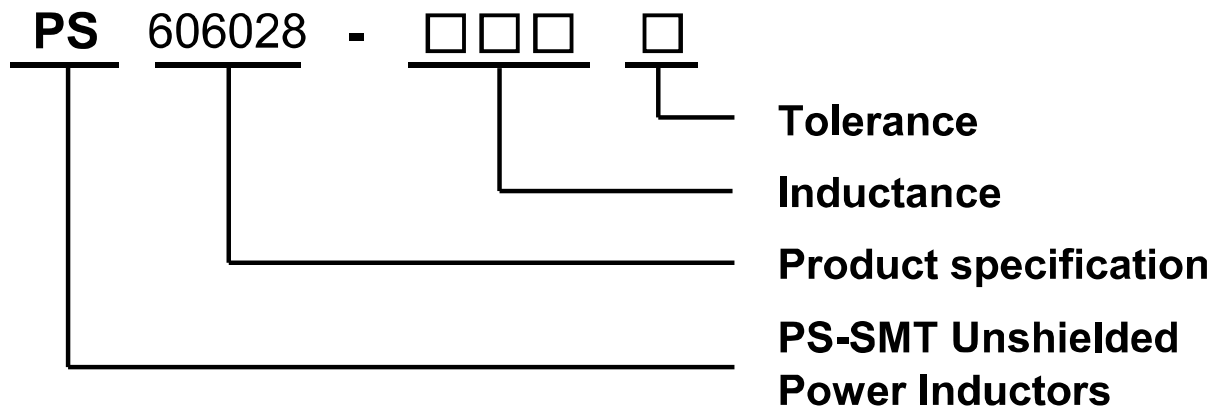 PS 606028 - □□□ □
Tolerance
Inductance
Product specification
PS-SMT Unshielded
Power Inductors